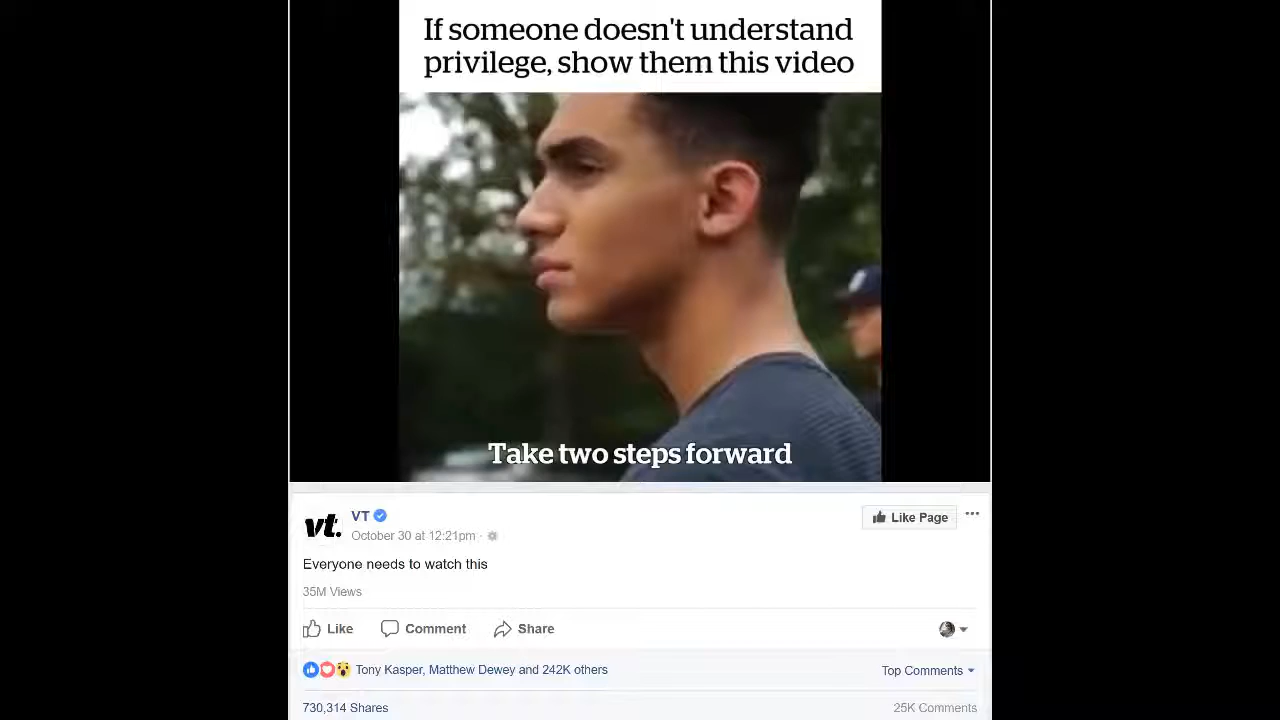 If someone doesn't understand
privilege, show them this video
Take two steps forward
vt.
VT
Like Page
October 30 at 12:21pm ·
Everyone needs to watch this
35M Views
Like Comment Share
Tony Kasper, Matthew Dewey and 242K others
Top Comments
730,314 Shares
25K Comments